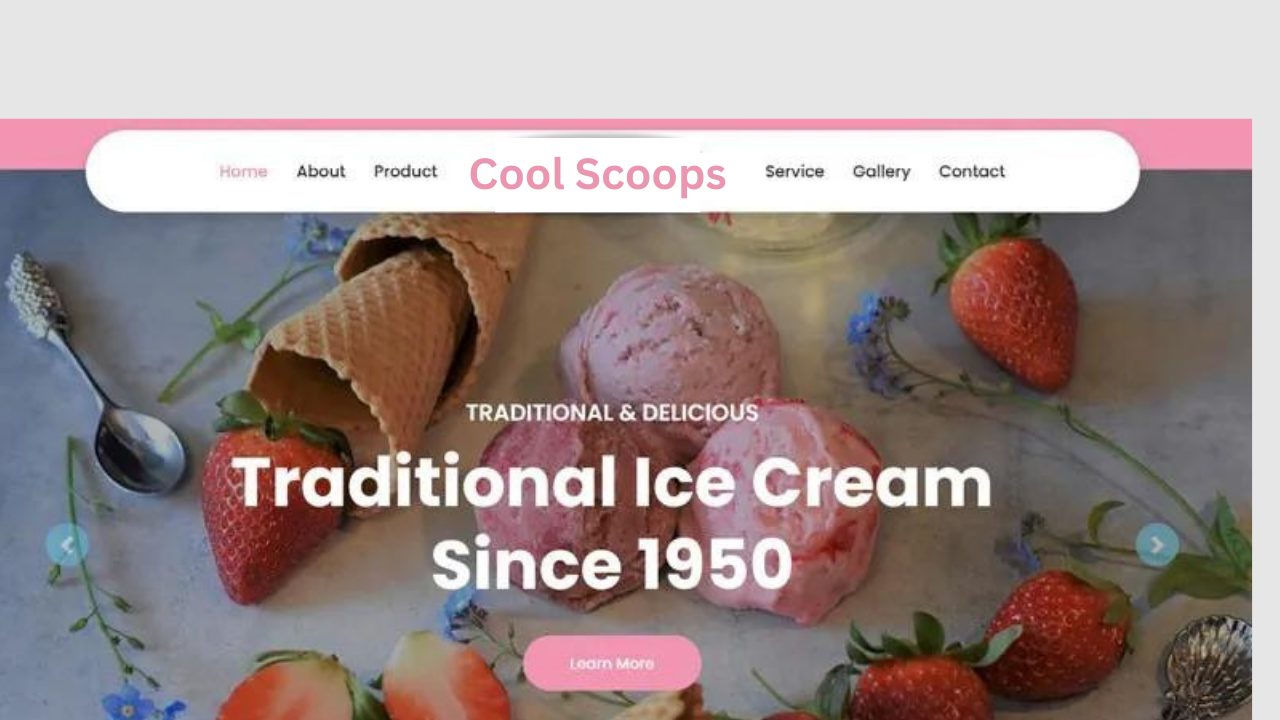 Home About Product Cool Scoops Service Gallery Contact
TRADITIONAL & DELICIOUS
Traditional Ice Cream
Since 1950
Learn More